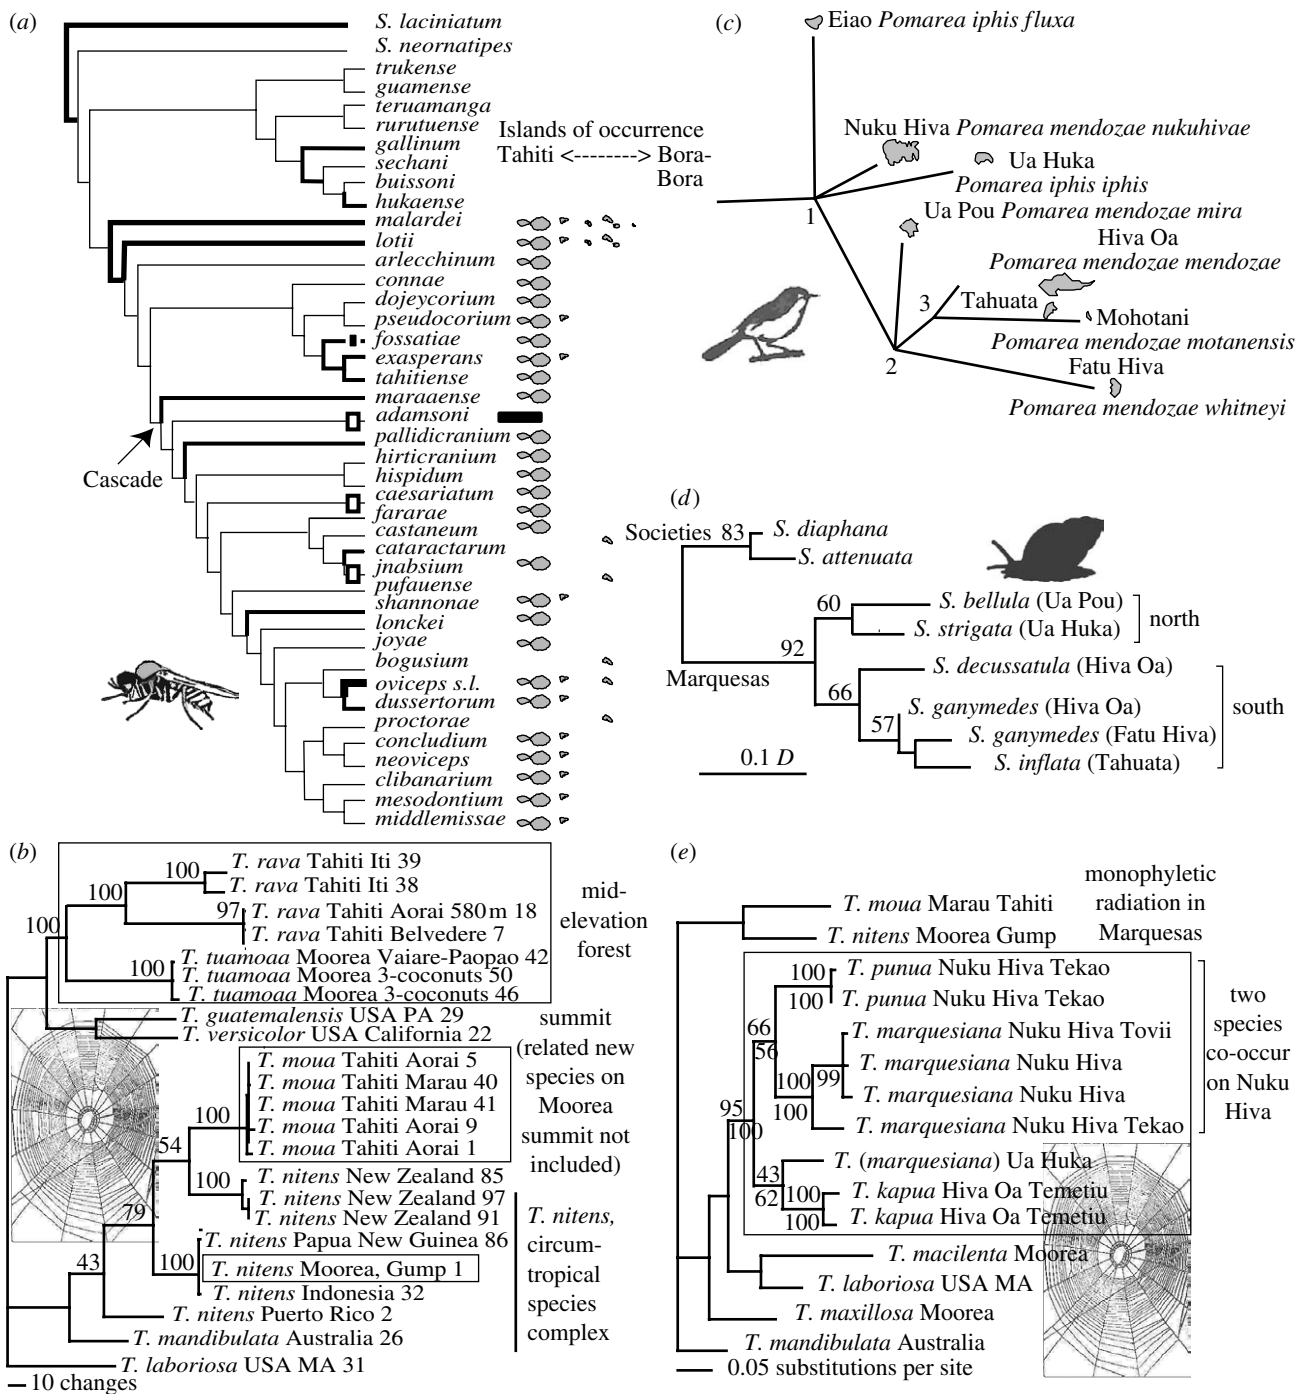 (a)
S. laciniatum
S. neornatipes
trukense
guamense
teruamanga
rurutuense
gallinum
sechani
buissoni
hukaense
malardei
lotii
arlecchinum
connae
dojeycorium
pseudocorium
fossatiae
exasperans
tahitiense
maraaense
adamsoni
pallidicranium
hirticranium
hispidum
caesariatum
fararae
castaneum
cataractarum
jnabsium
pufauense
shannonae
lonckei
joyae
bogusium
oviceps s.l.
dussertorum
proctorae
concludium
neoviceps
clibanarium
mesodontium
middlemissae
Cascade
Islands of occurrence
Tahiti <--------> Bora-
Bora
(c)
Eiao Pomarea iphis fluxa
Nuku Hiva Pomarea mendozae nukuhivae
Ua Huka
Pomarea iphis iphis
1
Ua Pou Pomarea mendozae mira
Hiva Oa
Pomarea mendozae mendozae
3
Tahuata
Mohotani
Pomarea mendozae motanensis
2
Fatu Hiva
Pomarea mendozae whitneyi
(d)
Societies 83
S. diaphana
S. attenuata
60
S. bellula (Ua Pou)
S. strigata (Ua Huka)
north
92
Marquesas
66
S. decussatula (Hiva Oa)
57
S. ganymedes (Hiva Oa)
S. ganymedes (Fatu Hiva)
S. inflata (Tahuata)
south
0.1 D
(b)
100
T. rava Tahiti Iti 39
T. rava Tahiti Iti 38
100
97
T. rava Tahiti Aorai 580m 18
T. rava Tahiti Belvedere 7
100
T. tuamoaa Moorea Vaiare-Paopao 42
100
T. tuamoaa Moorea 3-coconuts 50
T. tuamoaa Moorea 3-coconuts 46
mid-
elevation
forest
T. guatemalensis USA PA 29
T. versicolor USA California 22
T. moua Tahiti Aorai 5
T. moua Tahiti Marau 40
T. moua Tahiti Marau 41
100
T. moua Tahiti Aorai 9
T. moua Tahiti Aorai 1
summit
(related new
species on
Moorea
summit not
included)
54
100
T. nitens New Zealand 85
T. nitens New Zealand 97
T. nitens New Zealand 91
79
T. nitens Papua New Guinea 86
100
T. nitens Moorea, Gump 1
T. nitens Indonesia 32
43
T. nitens Puerto Rico 2
T. mandibulata Australia 26
T. laboriosa USA MA 31
T. nitens,
circum-
tropical
species
complex
10 changes
(e)
monophyletic
radiation in
Marquesas
T. moua Marau Tahiti
T. nitens Moorea Gump
100
T. punua Nuku Hiva Tekao
100
T. punua Nuku Hiva Tekao
66
56
T. marquesiana Nuku Hiva Tovii
T. marquesiana Nuku Hiva
100
99
T. marquesiana Nuku Hiva
100
T. marquesiana Nuku Hiva Tekao
two
species
co-occur
on Nuku
Hiva
95
100
43
T. (marquesiana) Ua Huka
62
100
T. kapua Hiva Oa Temetiu
100
T. kapua Hiva Oa Temetiu
T. macilenta Moorea
T. laboriosa USA MA
T. maxillosa Moorea
T. mandibulata Australia
0.05 substitutions per site